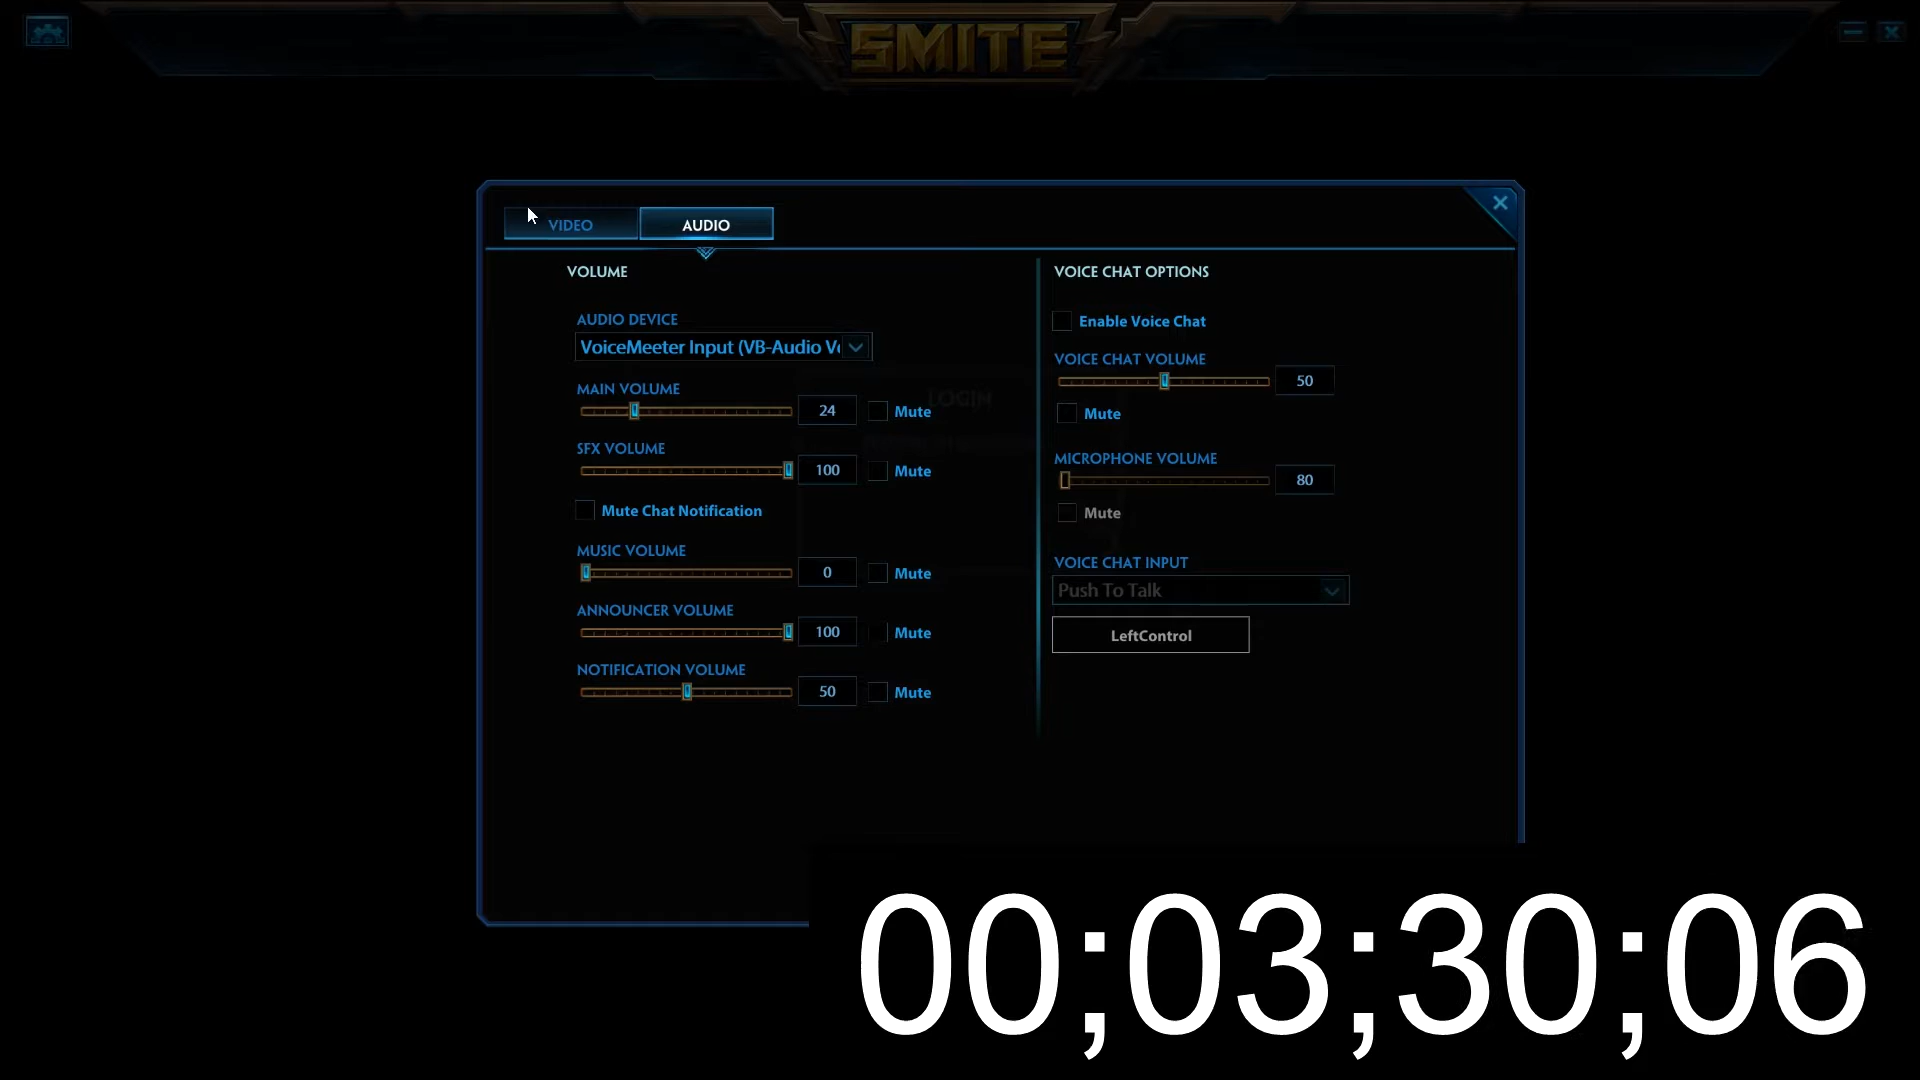 SMITE
VIDEO
AUDIO
VOLUME
AUDIO DEVICE
VoiceMeeter Input (VB-Audio V
MAIN VOLUME
24
Mute
SFX VOLUME
100
Mute
Mute Chat Notification
MUSIC VOLUME
0
Mute
ANNOUNCER VOLUME
100
Mute
NOTIFICATION VOLUME
50
Mute
LOGIN
VOICE CHAT OPTIONS
Enable Voice Chat
VOICE CHAT VOLUME
50
Mute
MICROPHONE VOLUME
80
Mute
VOICE CHAT INPUT
Push To Talk
LeftControl
00;03;30;06